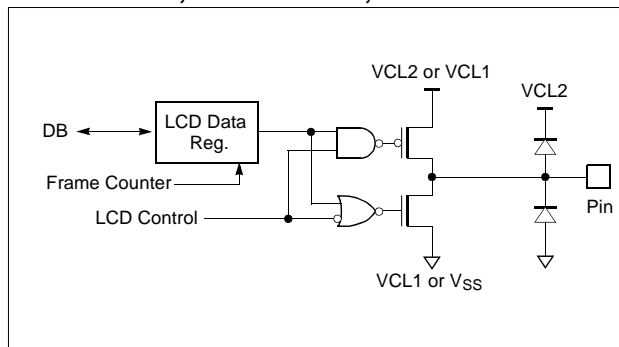 VCL2 or VCL1
VCL2
DB
LCD Data
Reg.
Frame Counter
LCD Control
Pin
VCL1 or VSS